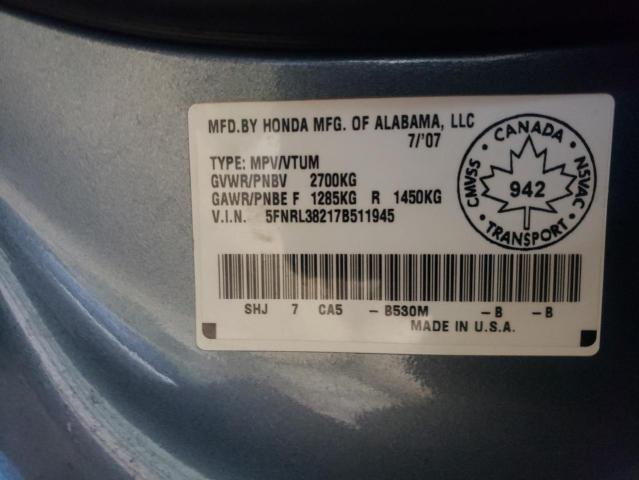 MFD.BY HONDA MFG. OF ALABAMA, LLC
7/'07
TYPE: MPV/VTUM
GVWR/PNBV 2700KG
GAWR/PNBE F 1285KG R 1450KG
V.I.N. 5FNRL38217B511945
CANADA
CMVSS
942
NSVAC
TRANSPORT
SHJ 7 CA5 - B530M - B - B
MADE IN U.S.A.